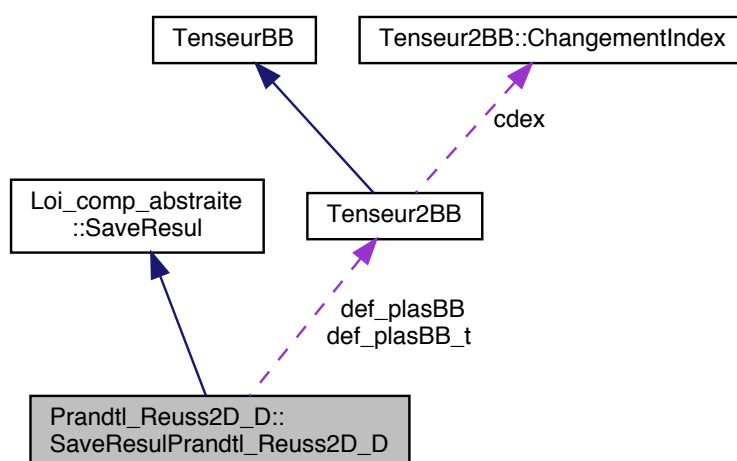 TenseurBB
Tenseur2BB::ChangementIndex
cdex
Loi_comp_abstraite
::SaveResul
Tenseur2BB
def_plasBB
def_plasBB_t
Prandtl_Reuss2D_D::
SaveResulPrandtl_Reuss2D_D